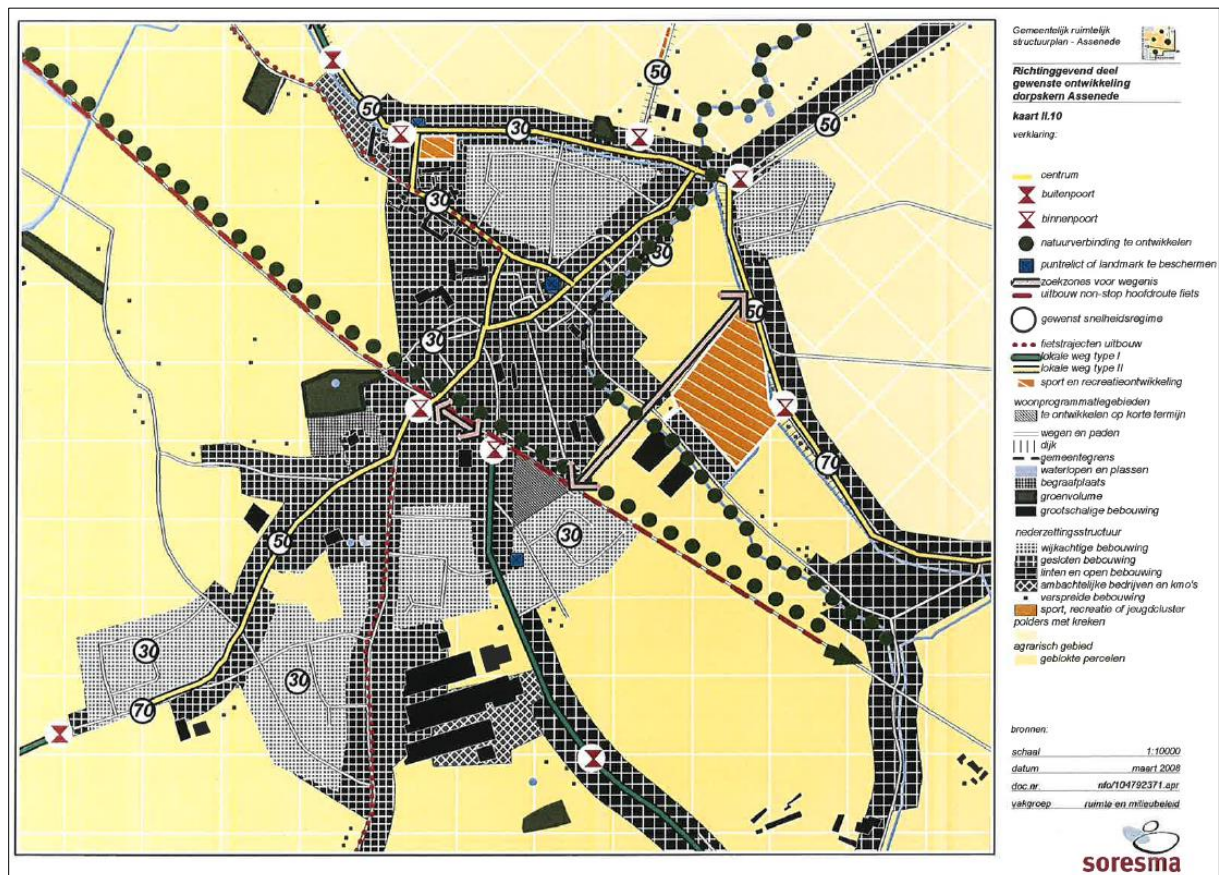 Gemeentelijk ruimtelijk
structuurplan - Assenede
Richtinggevend deel
gewenste ontwikkeling
dorpskern Assenede
kaart II.10
verklaring:
centrum
buitenpoort
binnenpoort
natuurverbinding te ontwikkelen
puntrelict of landmark te beschermen
zoekzones voor wegenis
uitbouw non-stop hoofdroute fiets
gewenst snelheidsregime
fietstrajecten uitbouw
lokale weg type I
lokale weg type II
sport en recreatieontwikkeling
woonprogrammatiegebieden
te ontwikkelen op korte termijn
wegen en paden
dijk
gemeentegrens
waterlopen en plassen
begraafplaats
groenvolume
grootschalige bebouwing
nederzettingsstructuur
wijkachtige bebouwing
gesloten bebouwing
linten en open bebouwing
ambachtelijke bedrijven en kmo's
verspreide bebouwing
sport, recreatie of jeugdcluster
polders met kreken
agrarisch gebied
geblokte percelen
bronnen:
schaal 1:10000
datum maart 2008
doc.nr. nfo/104792371.apr
vakgroep ruimte en milieubeleid
soresma
50
50
30
50
30
30
50
30
70
50
30
30
30
70